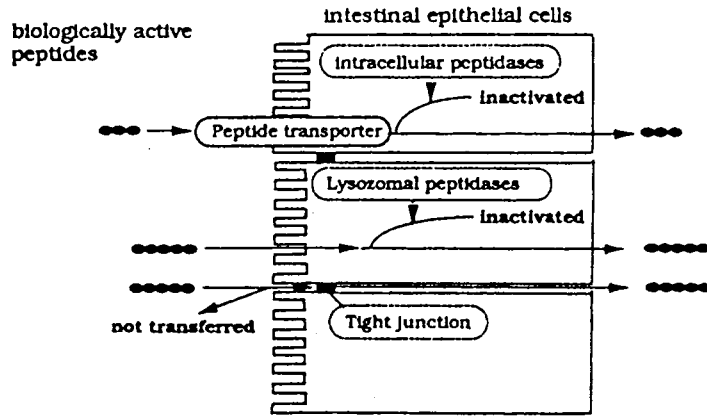 intestinal epithelial cells
biologically active
peptides
intracellular peptidases
inactivated
Peptide transporter
Lysozomal peptidases
inactivated
not transferred
Tight junction